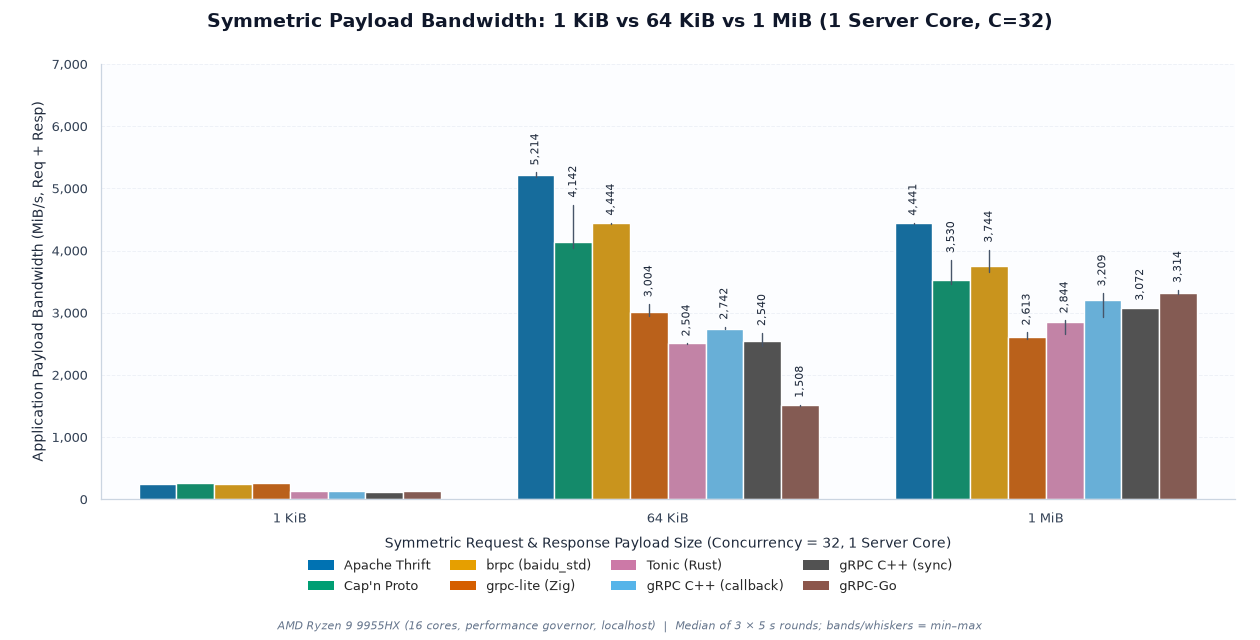 Symmetric Payload Bandwidth: 1 KiB vs 64 KiB vs 1 MiB (1 Server Core, C=32)
Application Payload Bandwidth (MiB/s, Req + Resp)
7,000
6,000
5,000
4,000
3,000
2,000
1,000
0
5,214
4,142
4,444
3,004
2,504
2,742
2,540
1,508
4,441
3,530
3,744
2,613
2,844
3,209
3,072
3,314
1 KiB
64 KiB
1 MiB
Symmetric Request & Response Payload Size (Concurrency = 32, 1 Server Core)
Apache Thrift
brpc (baidu_std)
Tonic (Rust)
gRPC C++ (sync)
Cap'n Proto
grpc-lite (Zig)
gRPC C++ (callback)
gRPC-Go
AMD Ryzen 9 9955HX (16 cores, performance governor, localhost) | Median of 3 × 5 s rounds; bands/whiskers = min–max